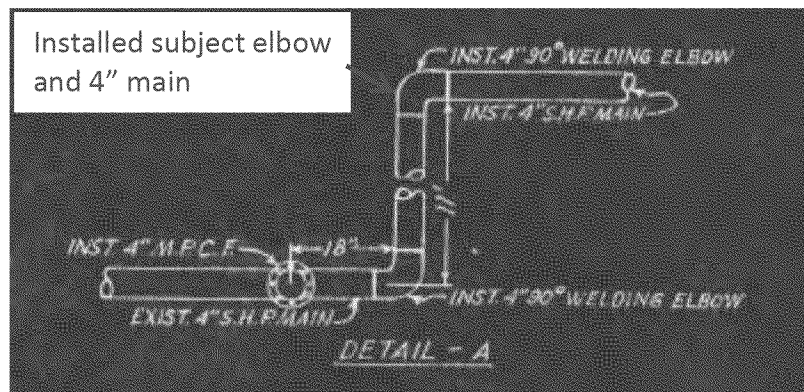 Installed subject elbow
and 4” main
INST. 4" 90° WELDING ELBOW
INST. 4" S.H.P. MAIN
INST. 4" M.P.C.F.
18"
INST. 4" 90° WELDING ELBOW
EXIST. 4" S.H.P. MAIN
DETAIL - A